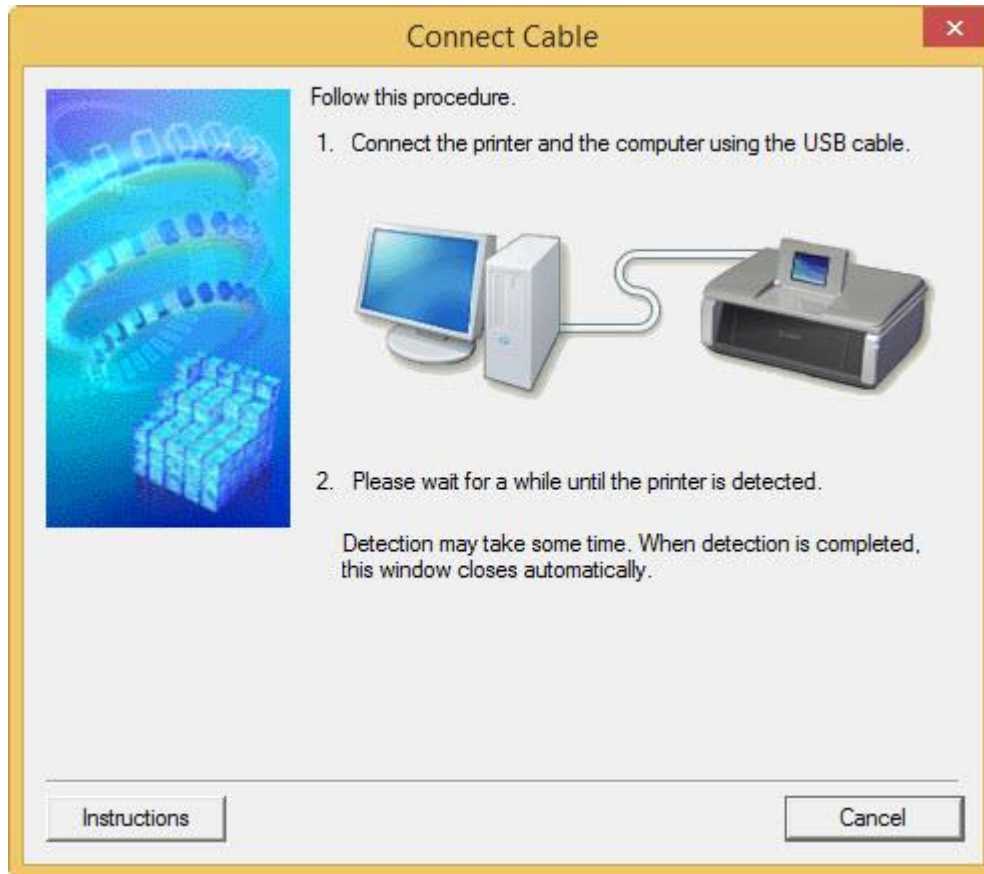 Connect Cable
Follow this procedure.
1. Connect the printer and the computer using the USB cable.
2. Please wait for a while until the printer is detected.
Detection may take some time. When detection is completed,
this window closes automatically.
Instructions
Cancel